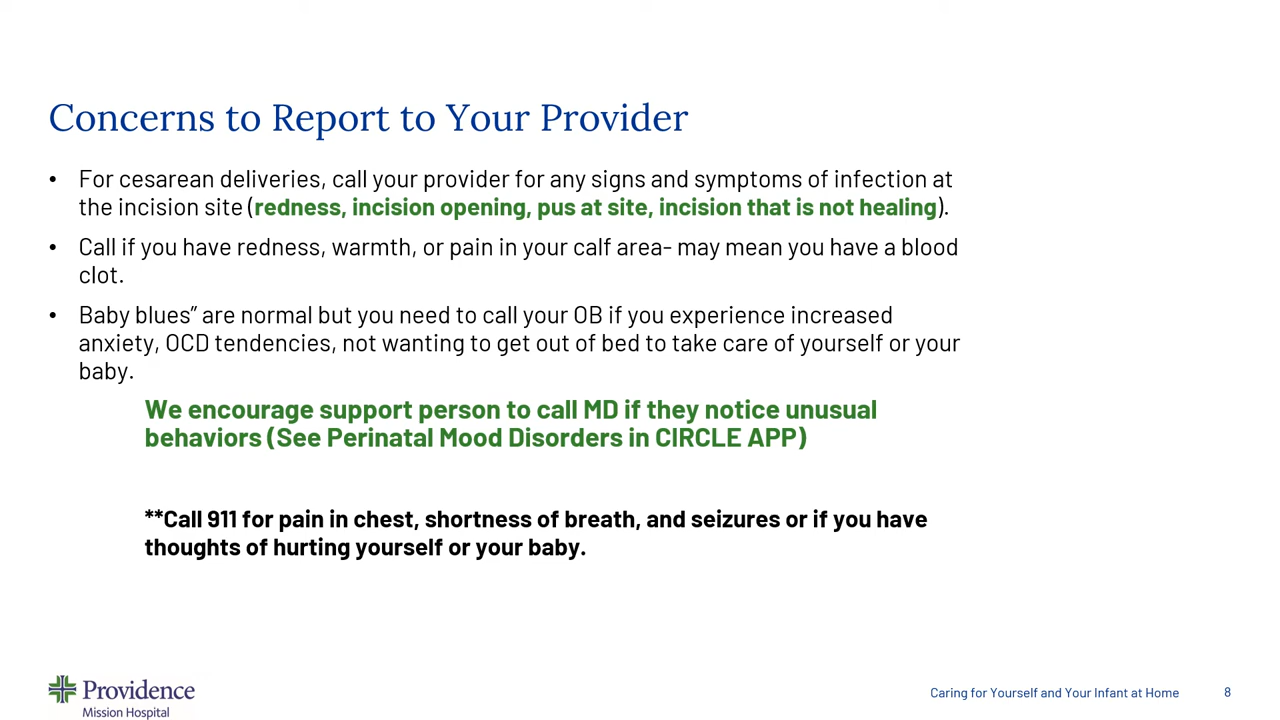 Concerns to Report to Your Provider
• For cesarean deliveries, call your provider for any signs and symptoms of infection at
the incision site (redness, incision opening, pus at site, incision that is not healing).
• Call if you have redness, warmth, or pain in your calf area- may mean you have a blood
clot.
• Baby blues” are normal but you need to call your OB if you experience increased
anxiety, OCD tendencies, not wanting to get out of bed to take care of yourself or your
baby.
We encourage support person to call MD if they notice unusual
behaviors (See Perinatal Mood Disorders in CIRCLE APP)
**Call 911 for pain in chest, shortness of breath, and seizures or if you have
thoughts of hurting yourself or your baby.
Providence
Mission Hospital
Caring for Yourself and Your Infant at Home 8